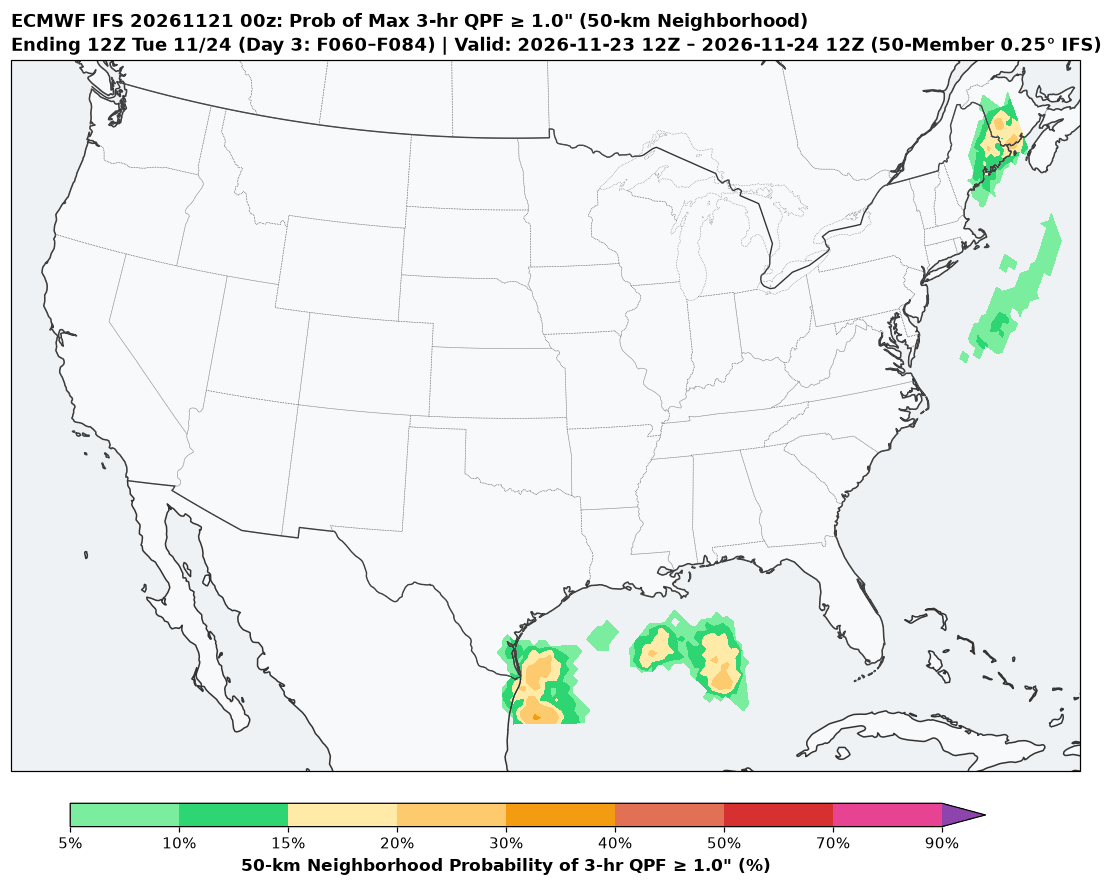 ECMWF IFS 20261121 00z: Prob of Max 3-hr QPF ≥ 1.0" (50-km Neighborhood)
Ending 12Z Tue 11/24 (Day 3: F060–F084) | Valid: 2026-11-23 12Z – 2026-11-24 12Z (50-Member 0.25° IFS)
5% 10% 15% 20% 30% 40% 50% 70% 90%
50-km Neighborhood Probability of 3-hr QPF ≥ 1.0" (%)